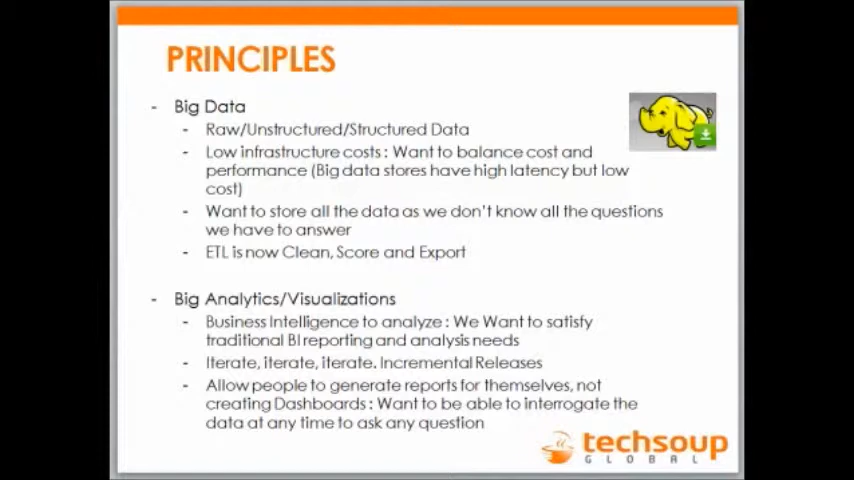 PRINCIPLES
- Big Data
- Raw/Unstructured/Structured Data
- Low infrastructure costs : Want to balance cost and
performance (Big data stores have high latency but low
cost)
- Want to store all the data as we don't know all the questions
we have to answer
- ETL is now Clean, Score and Export
- Big Analytics/Visualizations
- Business Intelligence to analyze : We Want to satisfy
traditional BI reporting and analysis needs
- Iterate, iterate, iterate. Incremental Releases
- Allow people to generate reports for themselves, not
creating Dashboards : Want to be able to interrogate the
data at any time to ask any question
techsoup
GLOBAL